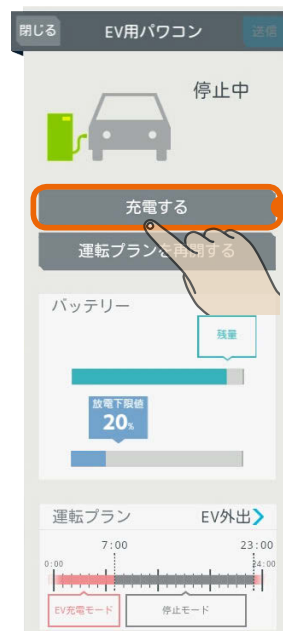 閉じる EV用パワコン 送信
停止中
充電する
運転プランを再開する
バッテリー
残量
放電下限値
20%
運転プラン EV外出
7:00 23:00
0:00 24:00
EV充電モード 停止モード